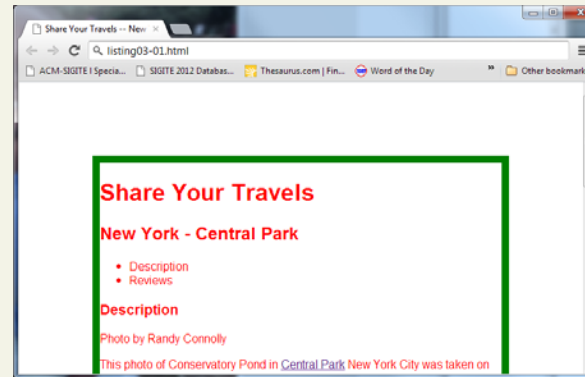 Share Your Travels -- New
listing03-01.html
ACM-SIGITE | Specia... SIGITE 2012 Databas... Thesaurus.com | Fin... Word of the Day » Other bookmark
Share Your Travels
New York - Central Park
• Description
• Reviews
Description
Photo by Randy Connolly
This photo of Conservatory Pond in Central Park New York City was taken on